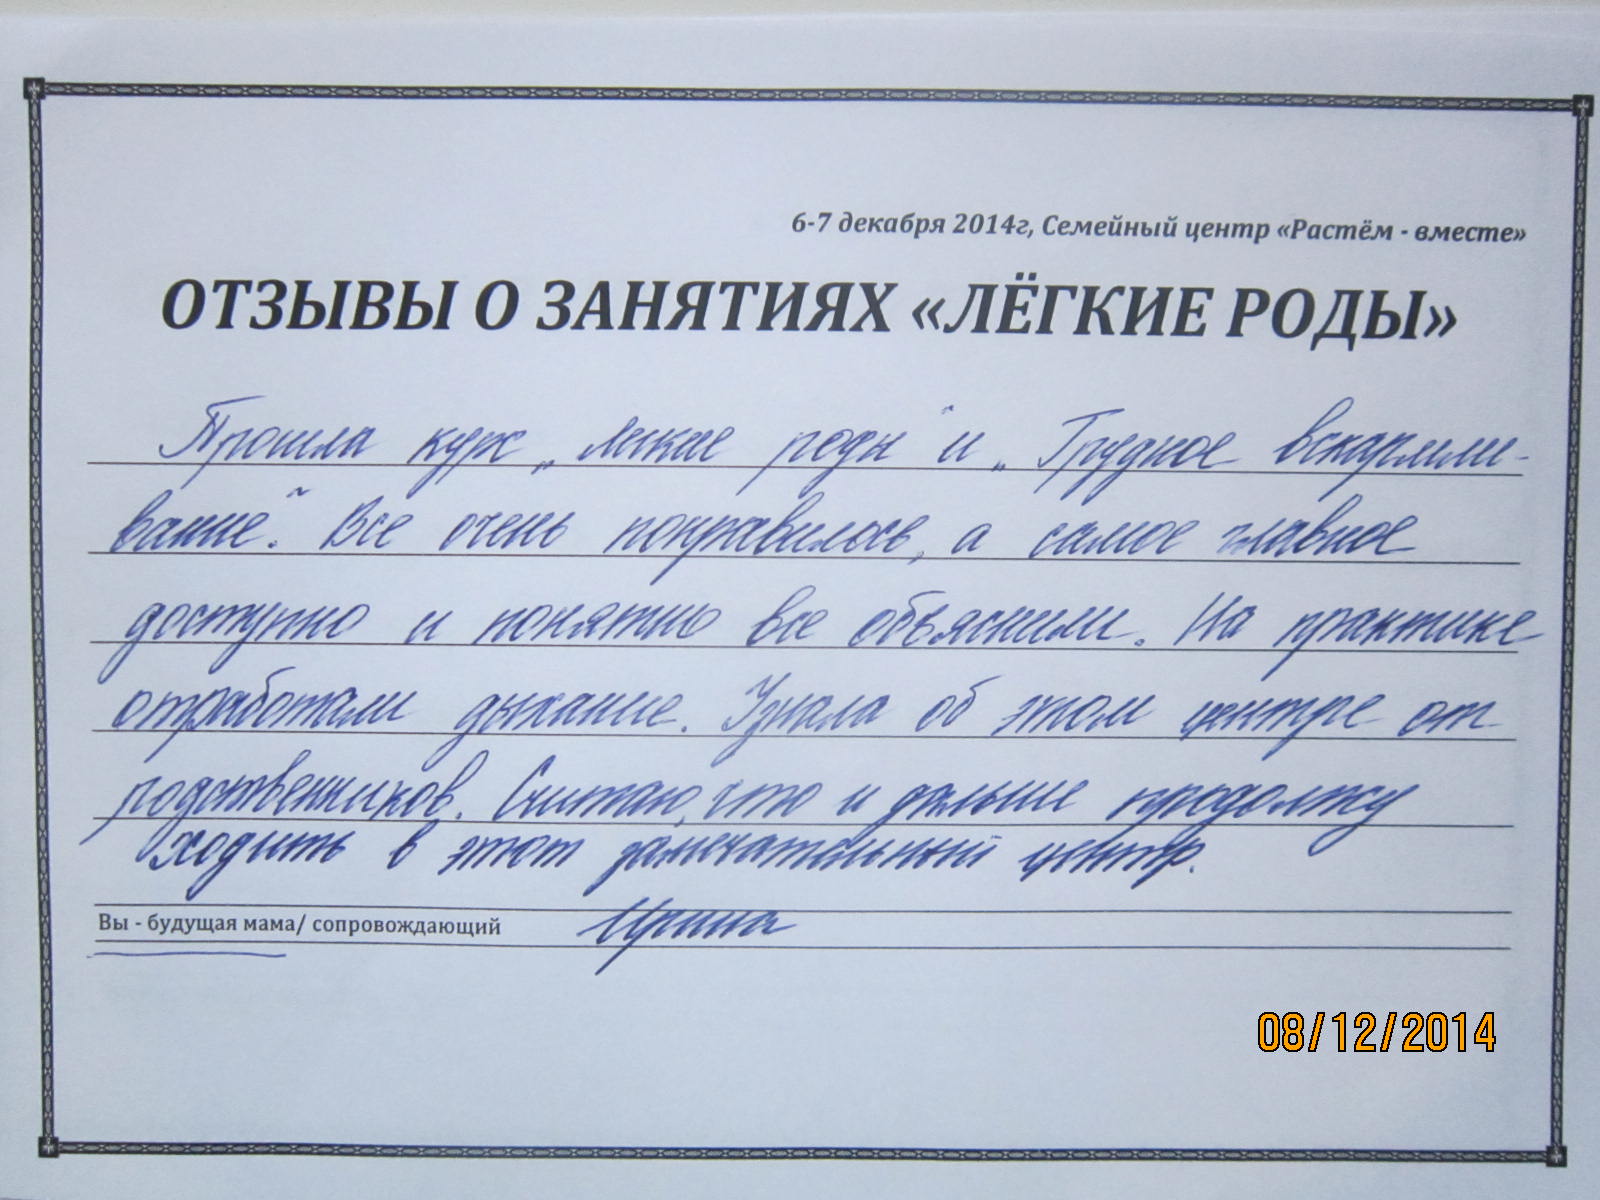 6-7 декабря 2014г, Семейный центр «Растём - вместе»
ОТЗЫВЫ О ЗАНЯТИЯХ «ЛЁГКИЕ РОДЫ»
Прошла курс „Легкие роды" и „Грудное вскармли-
вание". Все очень понравилось, а самое главное
доступно и понятно все объяснили. На практике
отработали дыхание. Узнала об этом центре от
родственников. Считаю, что и дальше продолжу
ходить в этот замечательный центр.
Вы - будущая мама/ сопровождающий Ирина
08/12/2014